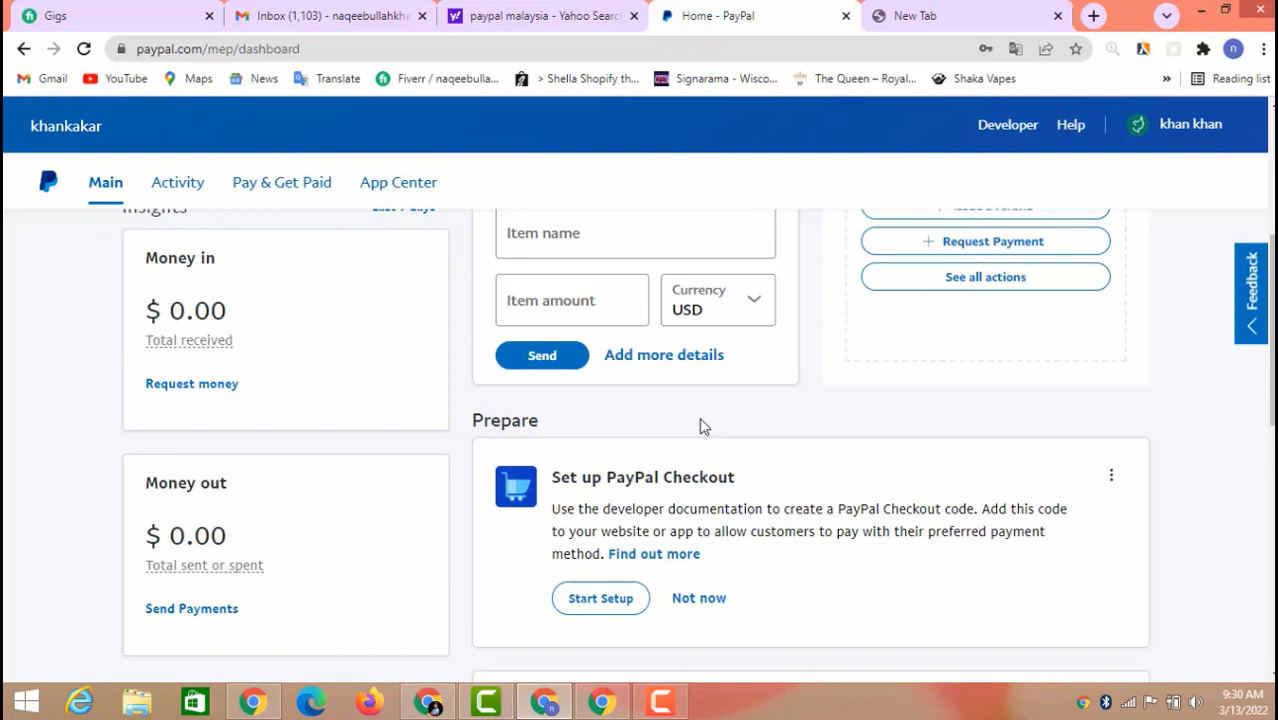 Gigs
Inbox (1,103) - naqeebullahkha
paypal malaysia - Yahoo Searc
Home - PayPal
New Tab
paypal.com/mep/dashboard
n
Gmail
YouTube
Maps
News
Translate
Fiverr / naqeebulla...
> Shella Shopify th...
Signarama - Wisco...
The Queen – Royal...
Shaka Vapes
»
Reading list
khankakar
Developer
Help
khan khan
Main
Activity
Pay & Get Paid
App Center
Insights
Last 7 days
Money in
$ 0.00
Total received
Request money
Money out
$ 0.00
Total sent or spent
Send Payments
Item name
Item amount
Currency
USD
Send
Add more details
Request Payment
See all actions
Feedback
Prepare
Set up PayPal Checkout
Use the developer documentation to create a PayPal Checkout code. Add this code
to your website or app to allow customers to pay with their preferred payment
method. Find out more
Start Setup
Not now
9:30 AM
3/13/2022